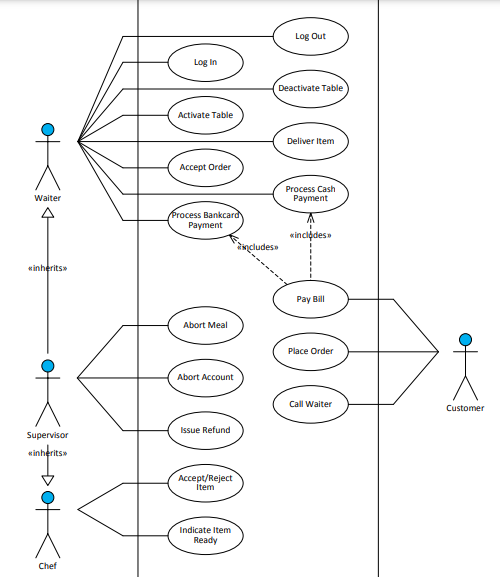 Log Out
Log In
Deactivate Table
Activate Table
Deliver Item
Accept Order
Process Cash
Payment
Waiter
Process Bankcard
Payment
«includes»
«includes»
«inherits»
Pay Bill
Abort Meal
Place Order
Abort Account
Call Waiter
Customer
Issue Refund
Supervisor
«inherits»
Accept/Reject
Item
Indicate Item
Ready
Chef